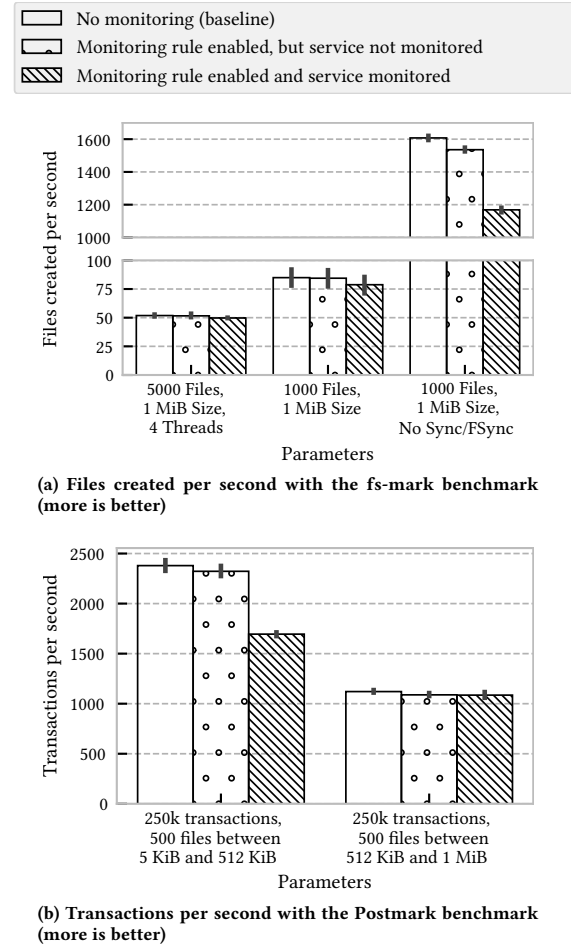 No monitoring (baseline)
Monitoring rule enabled, but service not monitored
Monitoring rule enabled and service monitored
Files created per second
1600
1400
1200
1000
100
75
50
25
0
5000 Files,
1 MiB Size,
4 Threads
1000 Files,
1 MiB Size
1000 Files,
1 MiB Size,
No Sync/FSync
Parameters
(a) Files created per second with the fs-mark benchmark
(more is better)
Transactions per second
2500
2000
1500
1000
500
0
250k transactions,
500 files between
5 KiB and 512 KiB
250k transactions,
500 files between
512 KiB and 1 MiB
Parameters
(b) Transactions per second with the Postmark benchmark
(more is better)